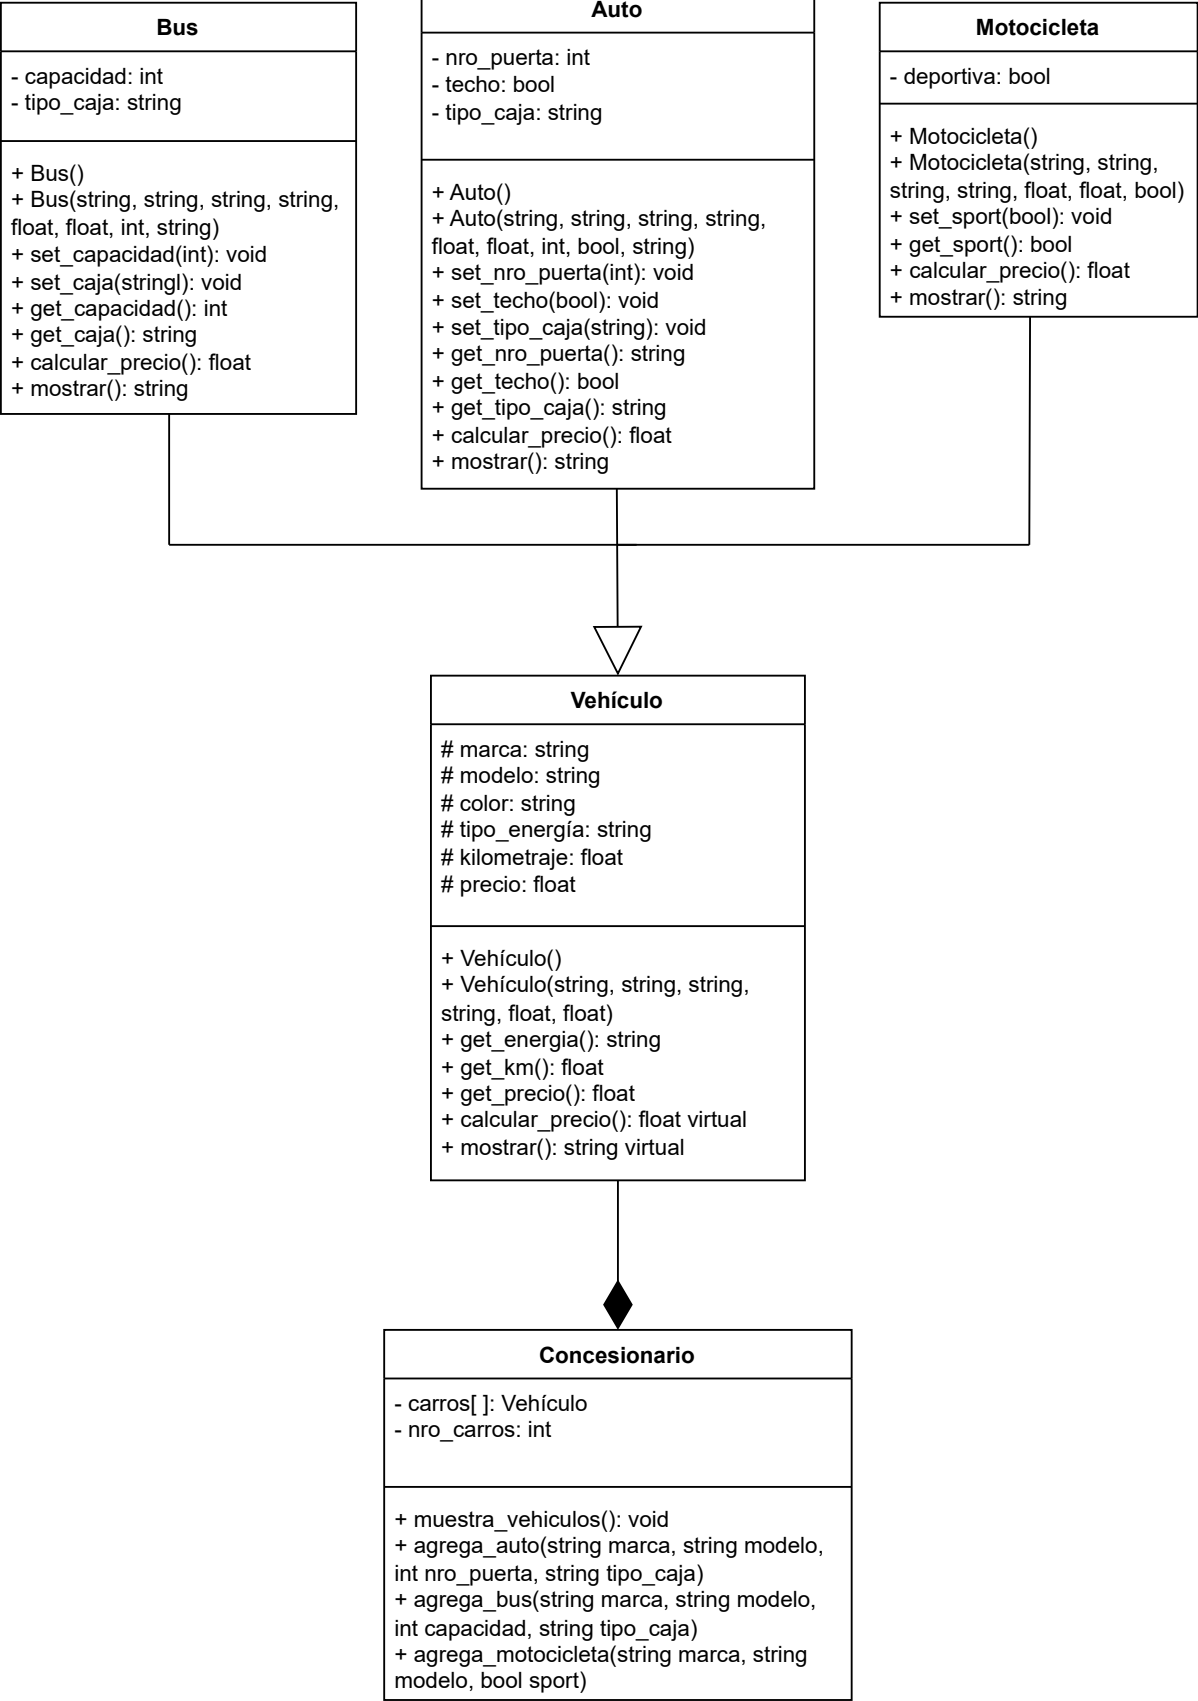 Bus
- capacidad: int
- tipo_caja: string
+ Bus()
+ Bus(string, string, string, string,
float, float, int, string)
+ set_capacidad(int): void
+ set_caja(stringl): void
+ get_capacidad(): int
+ get_caja(): string
+ calcular_precio(): float
+ mostrar(): string
Auto
- nro_puerta: int
- techo: bool
- tipo_caja: string
+ Auto()
+ Auto(string, string, string, string,
float, float, int, bool, string)
+ set_nro_puerta(int): void
+ set_techo(bool): void
+ set_tipo_caja(string): void
+ get_nro_puerta(): string
+ get_techo(): bool
+ get_tipo_caja(): string
+ calcular_precio(): float
+ mostrar(): string
Motocicleta
- deportiva: bool
+ Motocicleta()
+ Motocicleta(string, string,
string, string, float, float, bool)
+ set_sport(bool): void
+ get_sport(): bool
+ calcular_precio(): float
+ mostrar(): string
Vehículo
# marca: string
# modelo: string
# color: string
# tipo_energía: string
# kilometraje: float
# precio: float
+ Vehículo()
+ Vehículo(string, string, string,
string, float, float)
+ get_energia(): string
+ get_km(): float
+ get_precio(): float
+ calcular_precio(): float virtual
+ mostrar(): string virtual
Concesionario
- carros[ ]: Vehículo
- nro_carros: int
+ muestra_vehiculos(): void
+ agrega_auto(string marca, string modelo,
int nro_puerta, string tipo_caja)
+ agrega_bus(string marca, string modelo,
int capacidad, string tipo_caja)
+ agrega_motocicleta(string marca, string
modelo, bool sport)